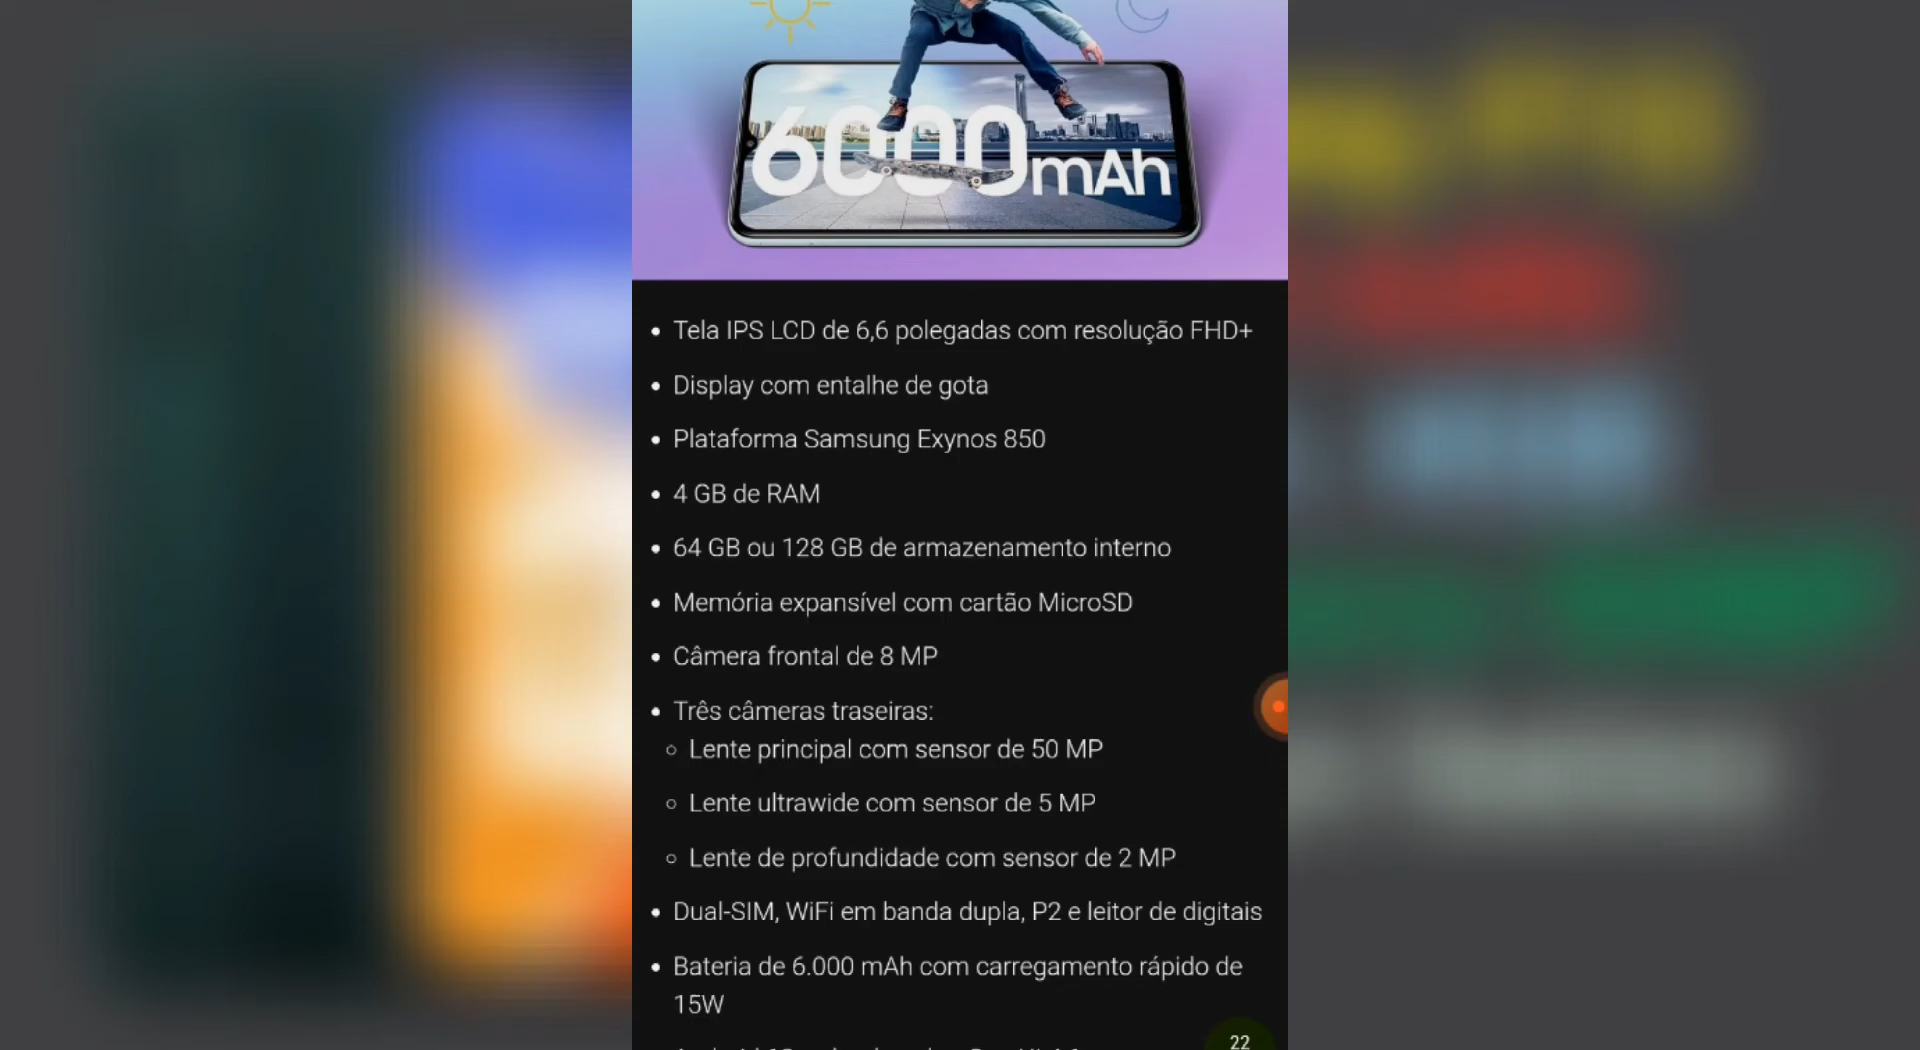 6000mAh
• Tela IPS LCD de 6,6 polegadas com resolução FHD+
• Display com entalhe de gota
• Plataforma Samsung Exynos 850
• 4 GB de RAM
• 64 GB ou 128 GB de armazenamento interno
• Memória expansível com cartão MicroSD
• Câmera frontal de 8 MP
• Três câmeras traseiras:
○ Lente principal com sensor de 50 MP
○ Lente ultrawide com sensor de 5 MP
○ Lente de profundidade com sensor de 2 MP
• Dual-SIM, WiFi em banda dupla, P2 e leitor de digitais
• Bateria de 6.000 mAh com carregamento rápido de
15W
22